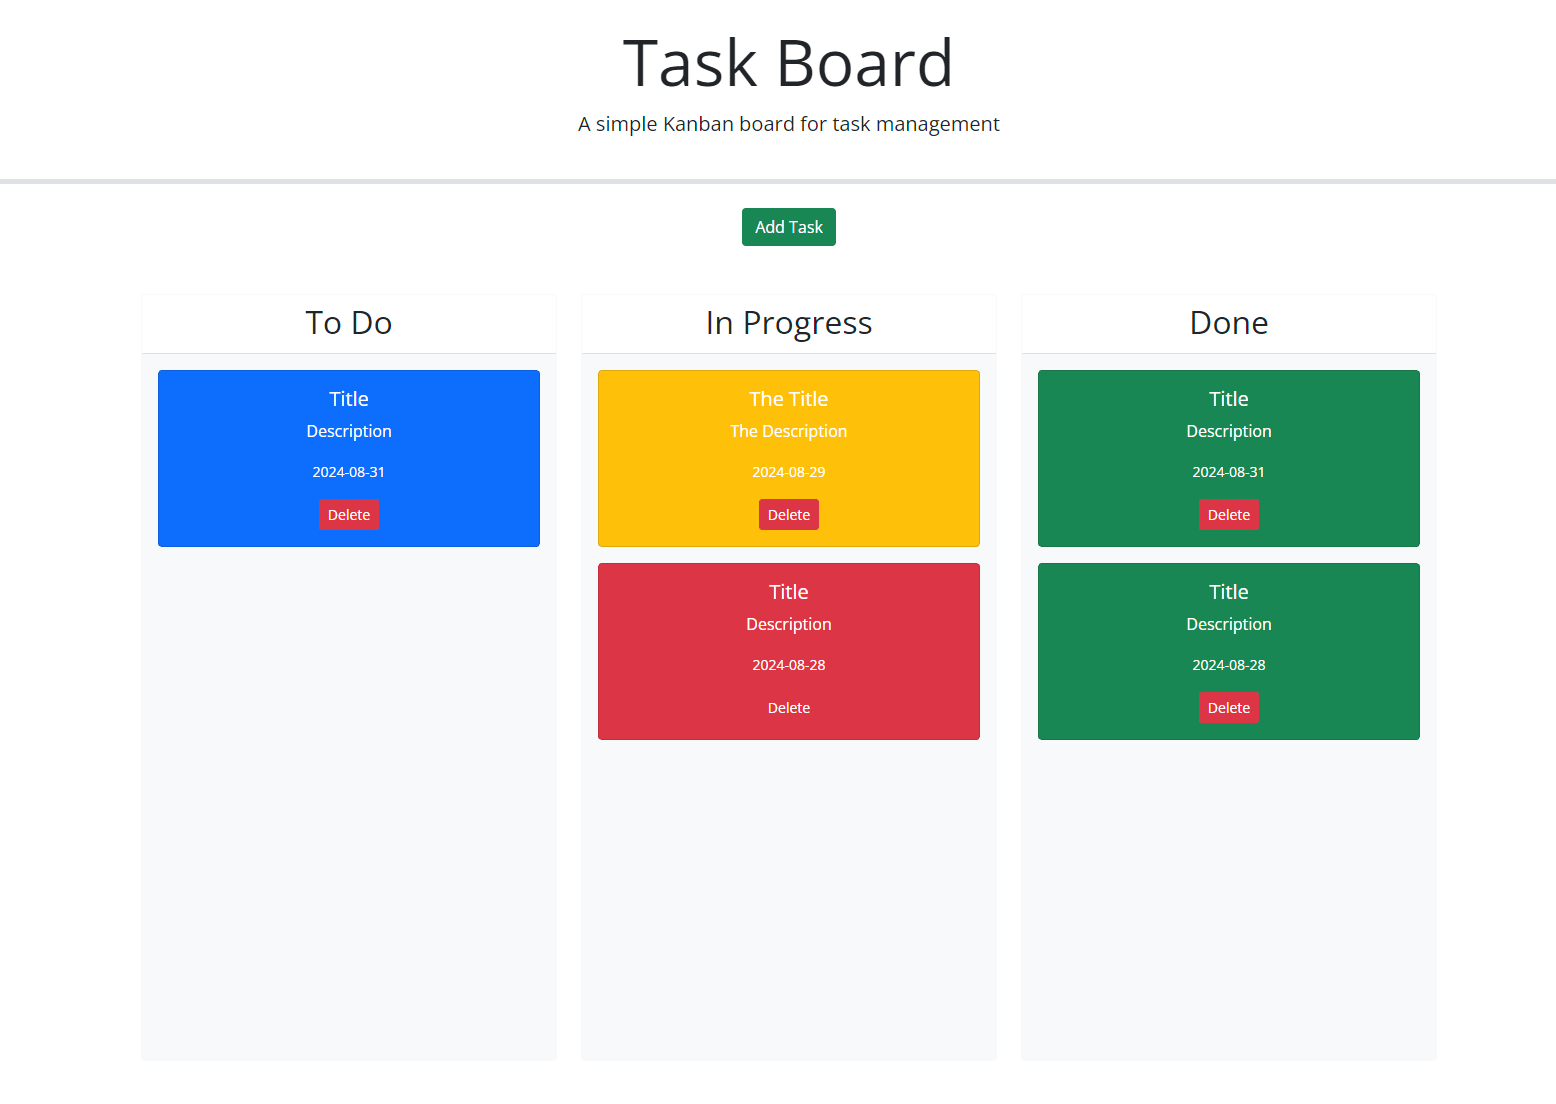 Task Board
A simple Kanban board for task management
Add Task
To Do
Title
Description
2024-08-31
Delete
In Progress
The Title
The Description
2024-08-29
Delete
Title
Description
2024-08-28
Delete
Done
Title
Description
2024-08-31
Delete
Title
Description
2024-08-28
Delete